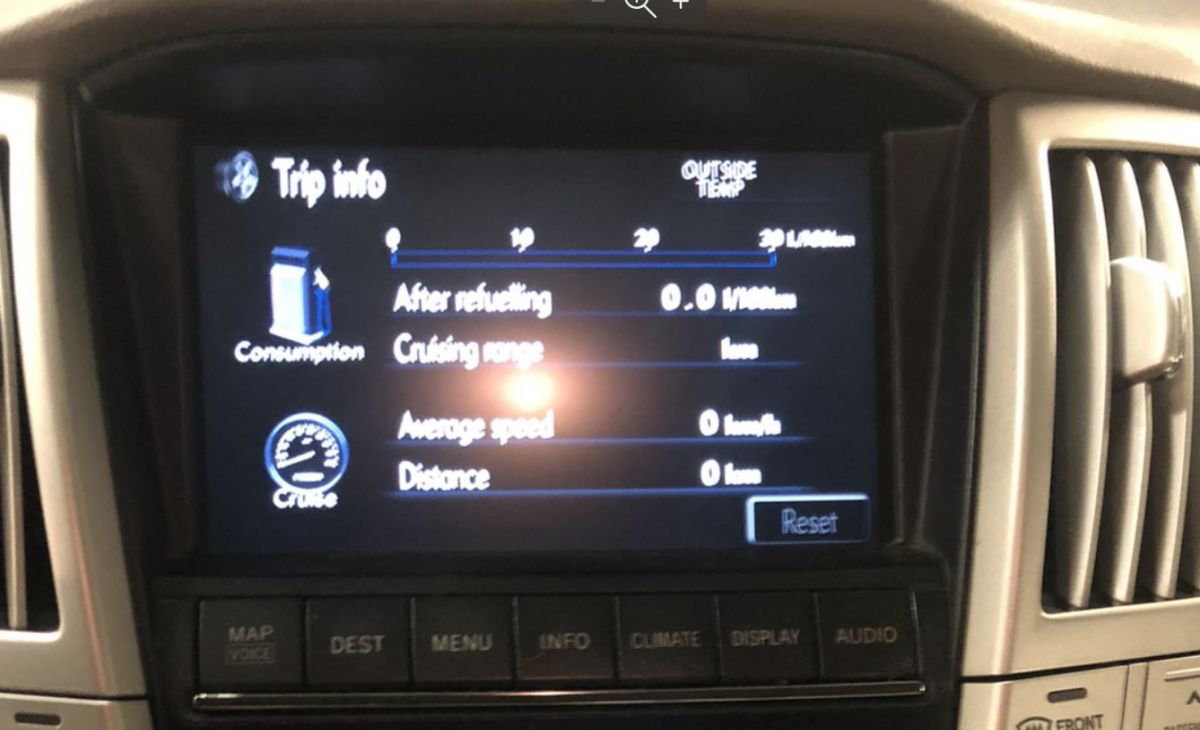 Trip info
OUTSIDE
TEMP
0 10 20 30 L/100km
After refuelling 0.0 l/100km
Consumption
Cruising range km
Average speed 0 km/h
Distance 0 km
Cruise
Reset
MAP DEST MENU INFO CLIMATE DISPLAY AUDIO
VOICE
FRONT